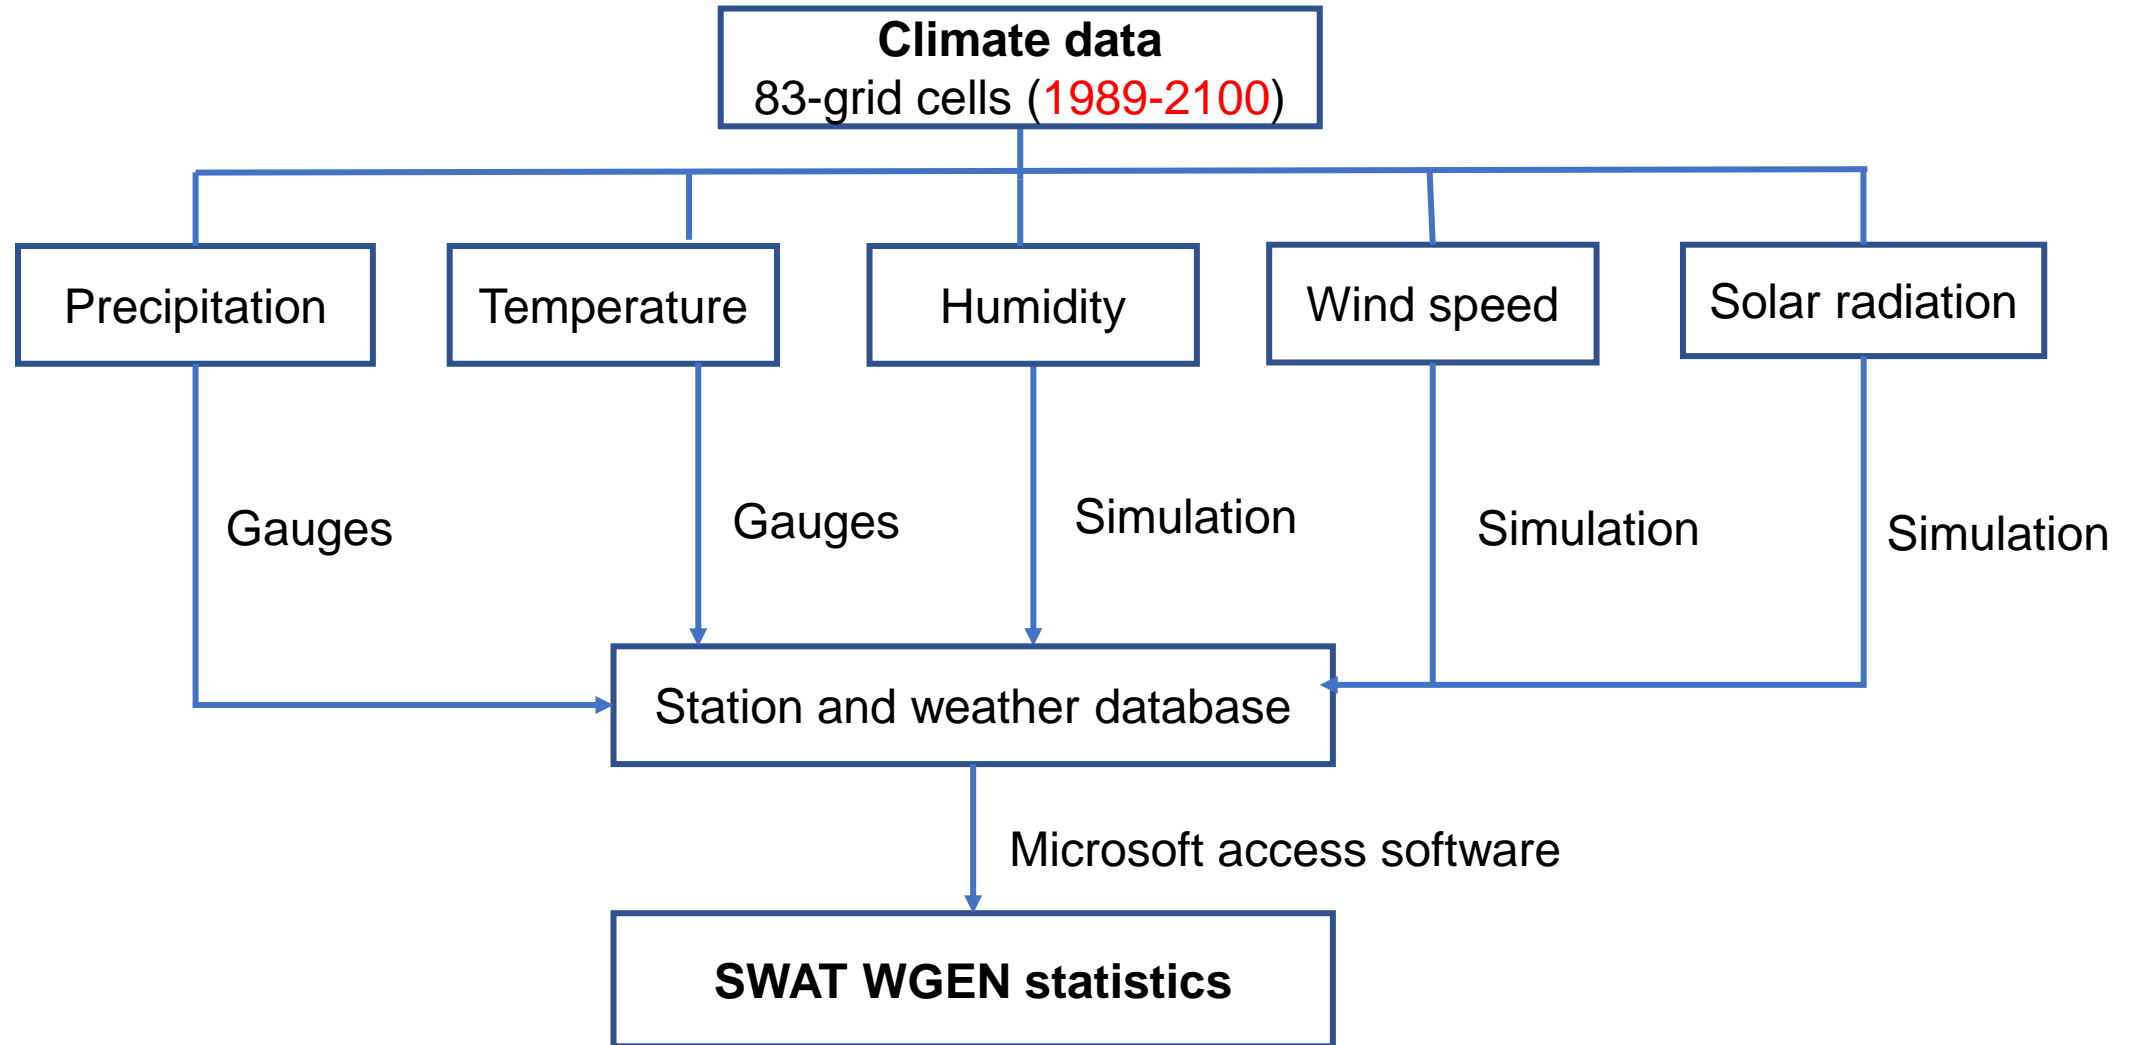 Climate data
83-grid cells (1989-2100)
Precipitation
Temperature
Humidity
Wind speed
Solar radiation
Gauges
Gauges
Simulation
Simulation
Simulation
Station and weather database
Microsoft access software
SWAT WGEN statistics